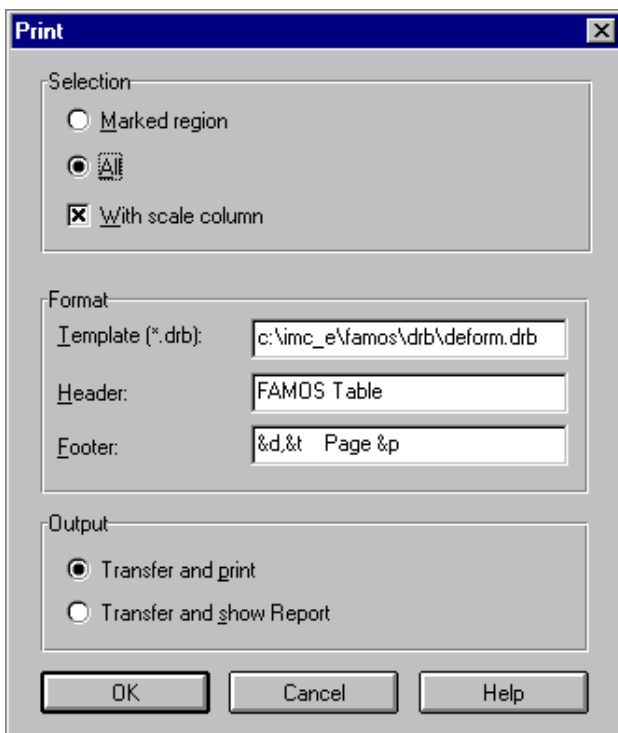 Print
Selection
Marked region
All
With scale column
Format
Template (*.drb): c:\imc_e\famos\drb\deform.drb
Header: FAMOS Table
Footer: &d,&t    Page &p
Output
Transfer and print
Transfer and show Report
OK Cancel Help